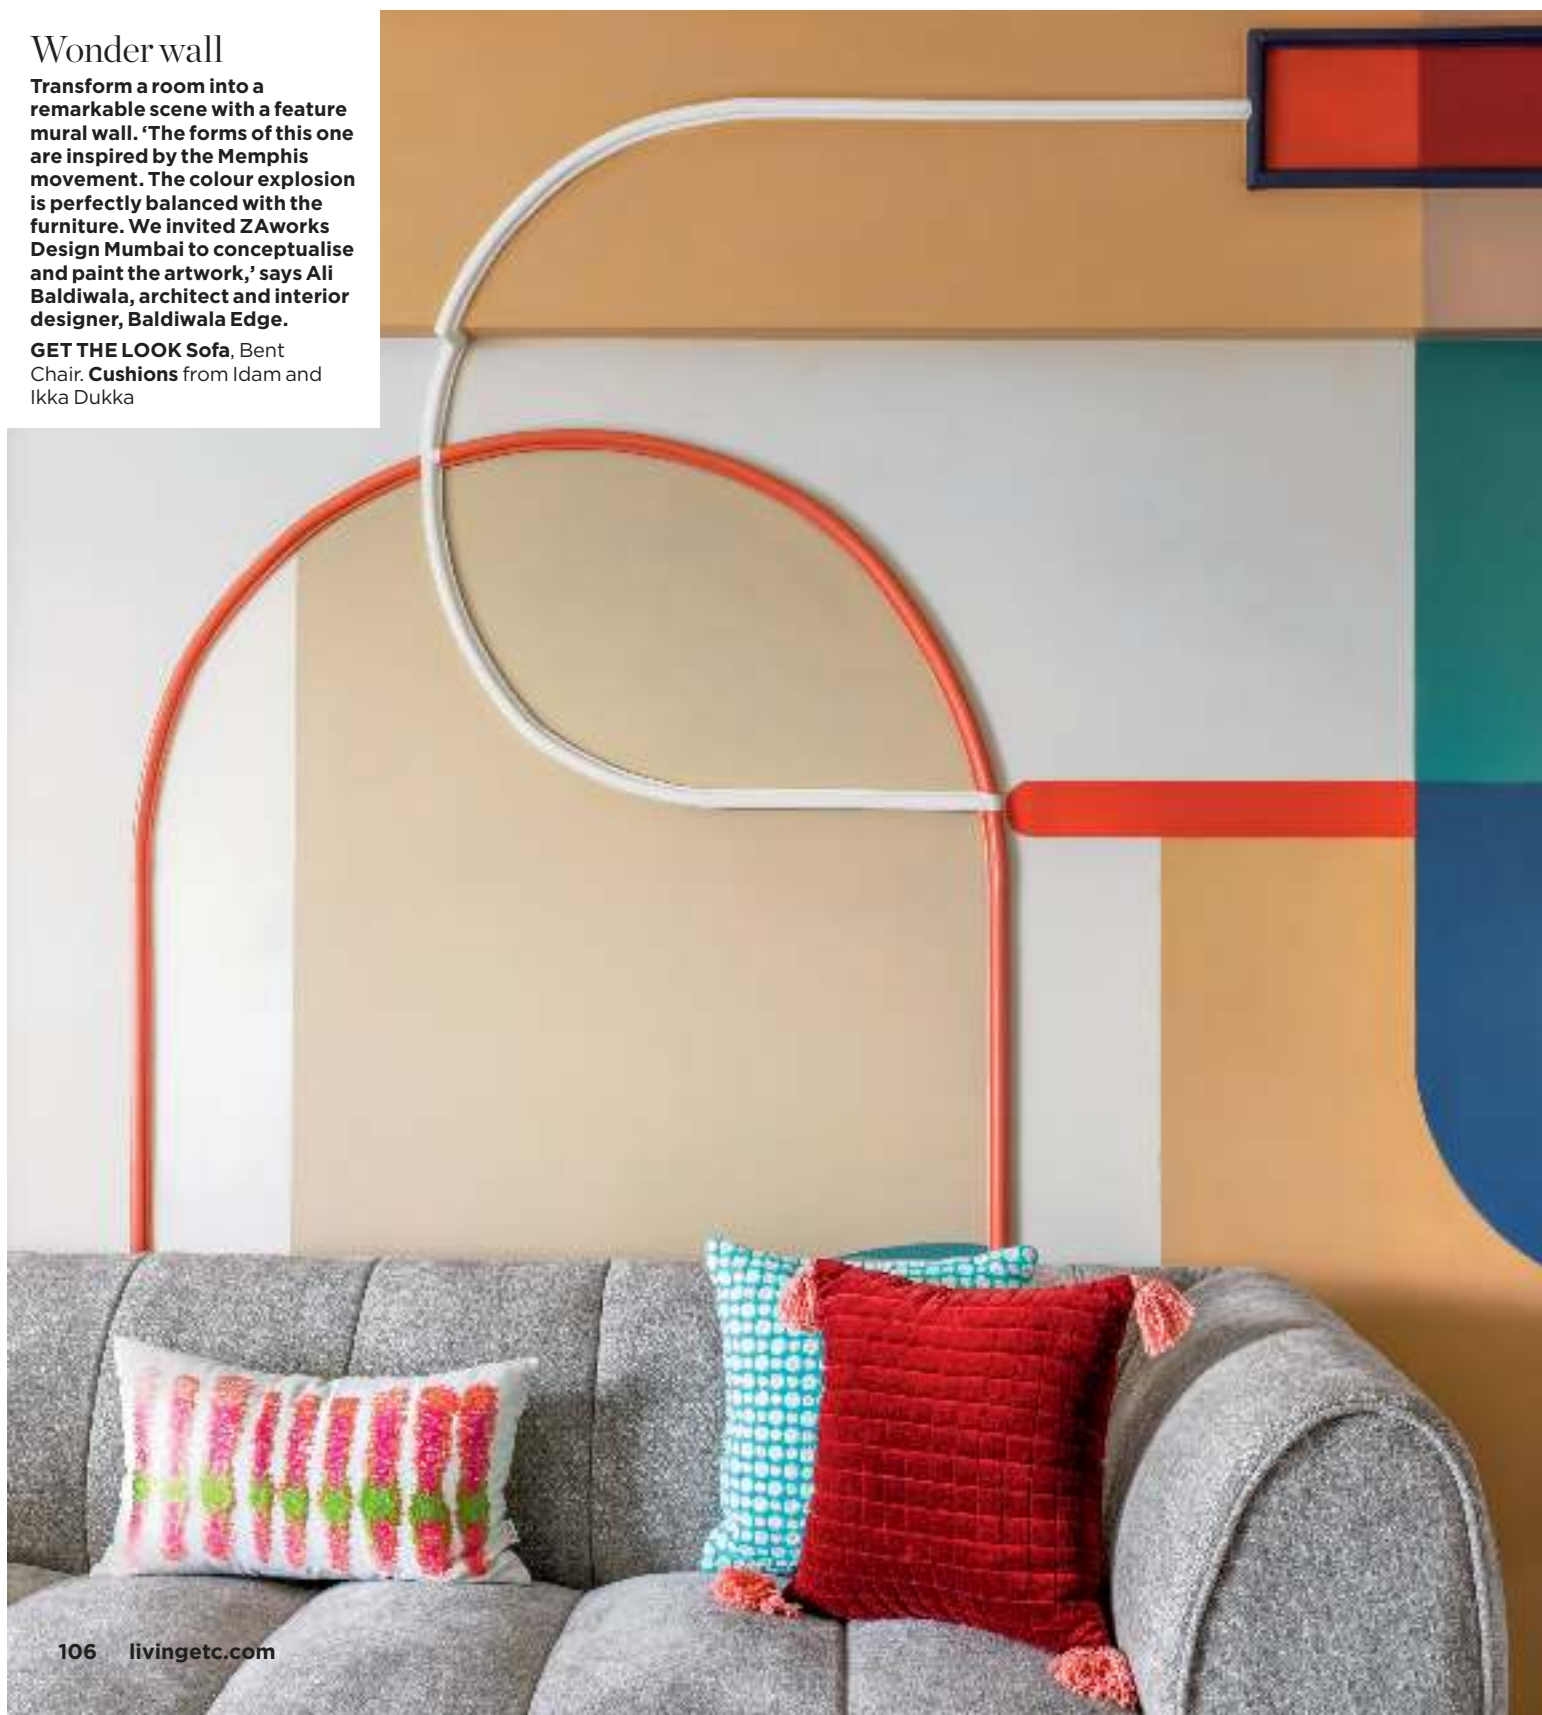 Wonder wall
Transform a room into a
remarkable scene with a feature
mural wall. ‘The forms of this one
are inspired by the Memphis
movement. The colour explosion
is perfectly balanced with the
furniture. We invited ZAworks
Design Mumbai to conceptualise
and paint the artwork,’ says Ali
Baldiwala, architect and interior
designer, Baldiwala Edge.
GET THE LOOK Sofa, Bent
Chair. Cushions from Idam and
Ikka Dukka
106 livingetc.com